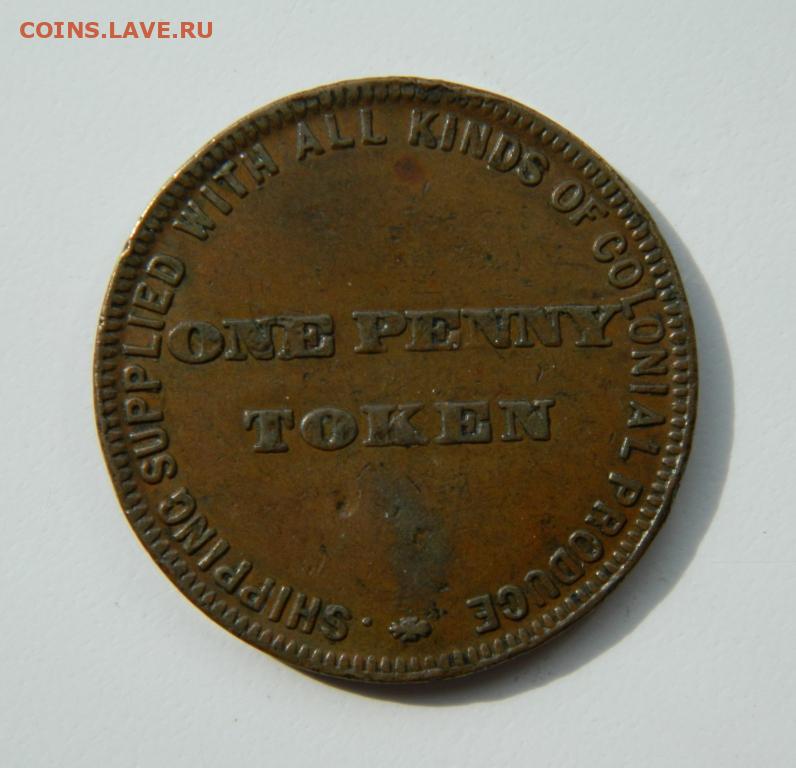 COINS.LAVE.RU
SHIPPING SUPPLIED WITH ALL KINDS OF COLONIAL PRODUCE
ONE PENNY
TOKEN